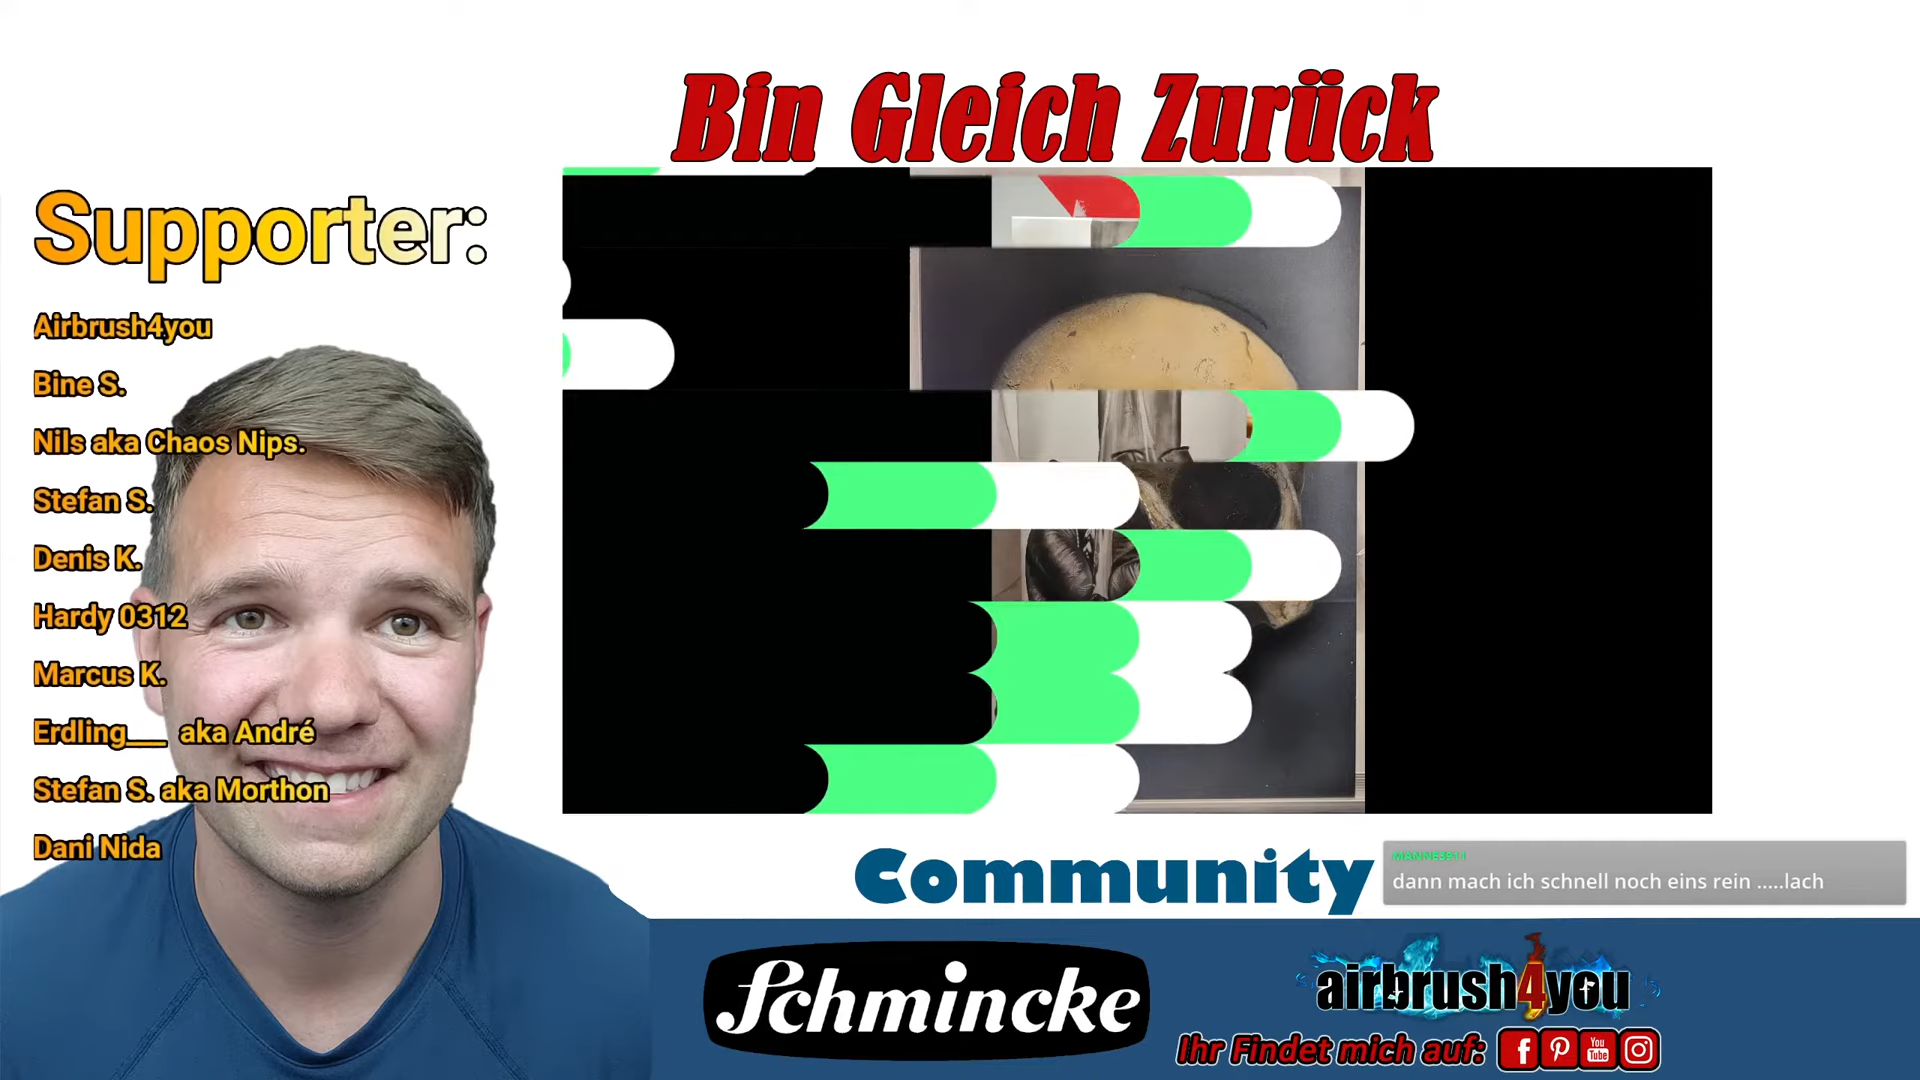 Bin Gleich Zurück
Supporter:
Airbrush4you
Bine S.
Nils aka Chaos Nips.
Stefan S.
Denis K.
Hardy 0312
Marcus K.
Erdling___ aka André
Stefan S. aka Morthon
Dani Nida
Community
dann mach ich schnell noch eins rein .....lach
Schmincke
airbrush4you
Ihr Findet mich auf:
You
Tube